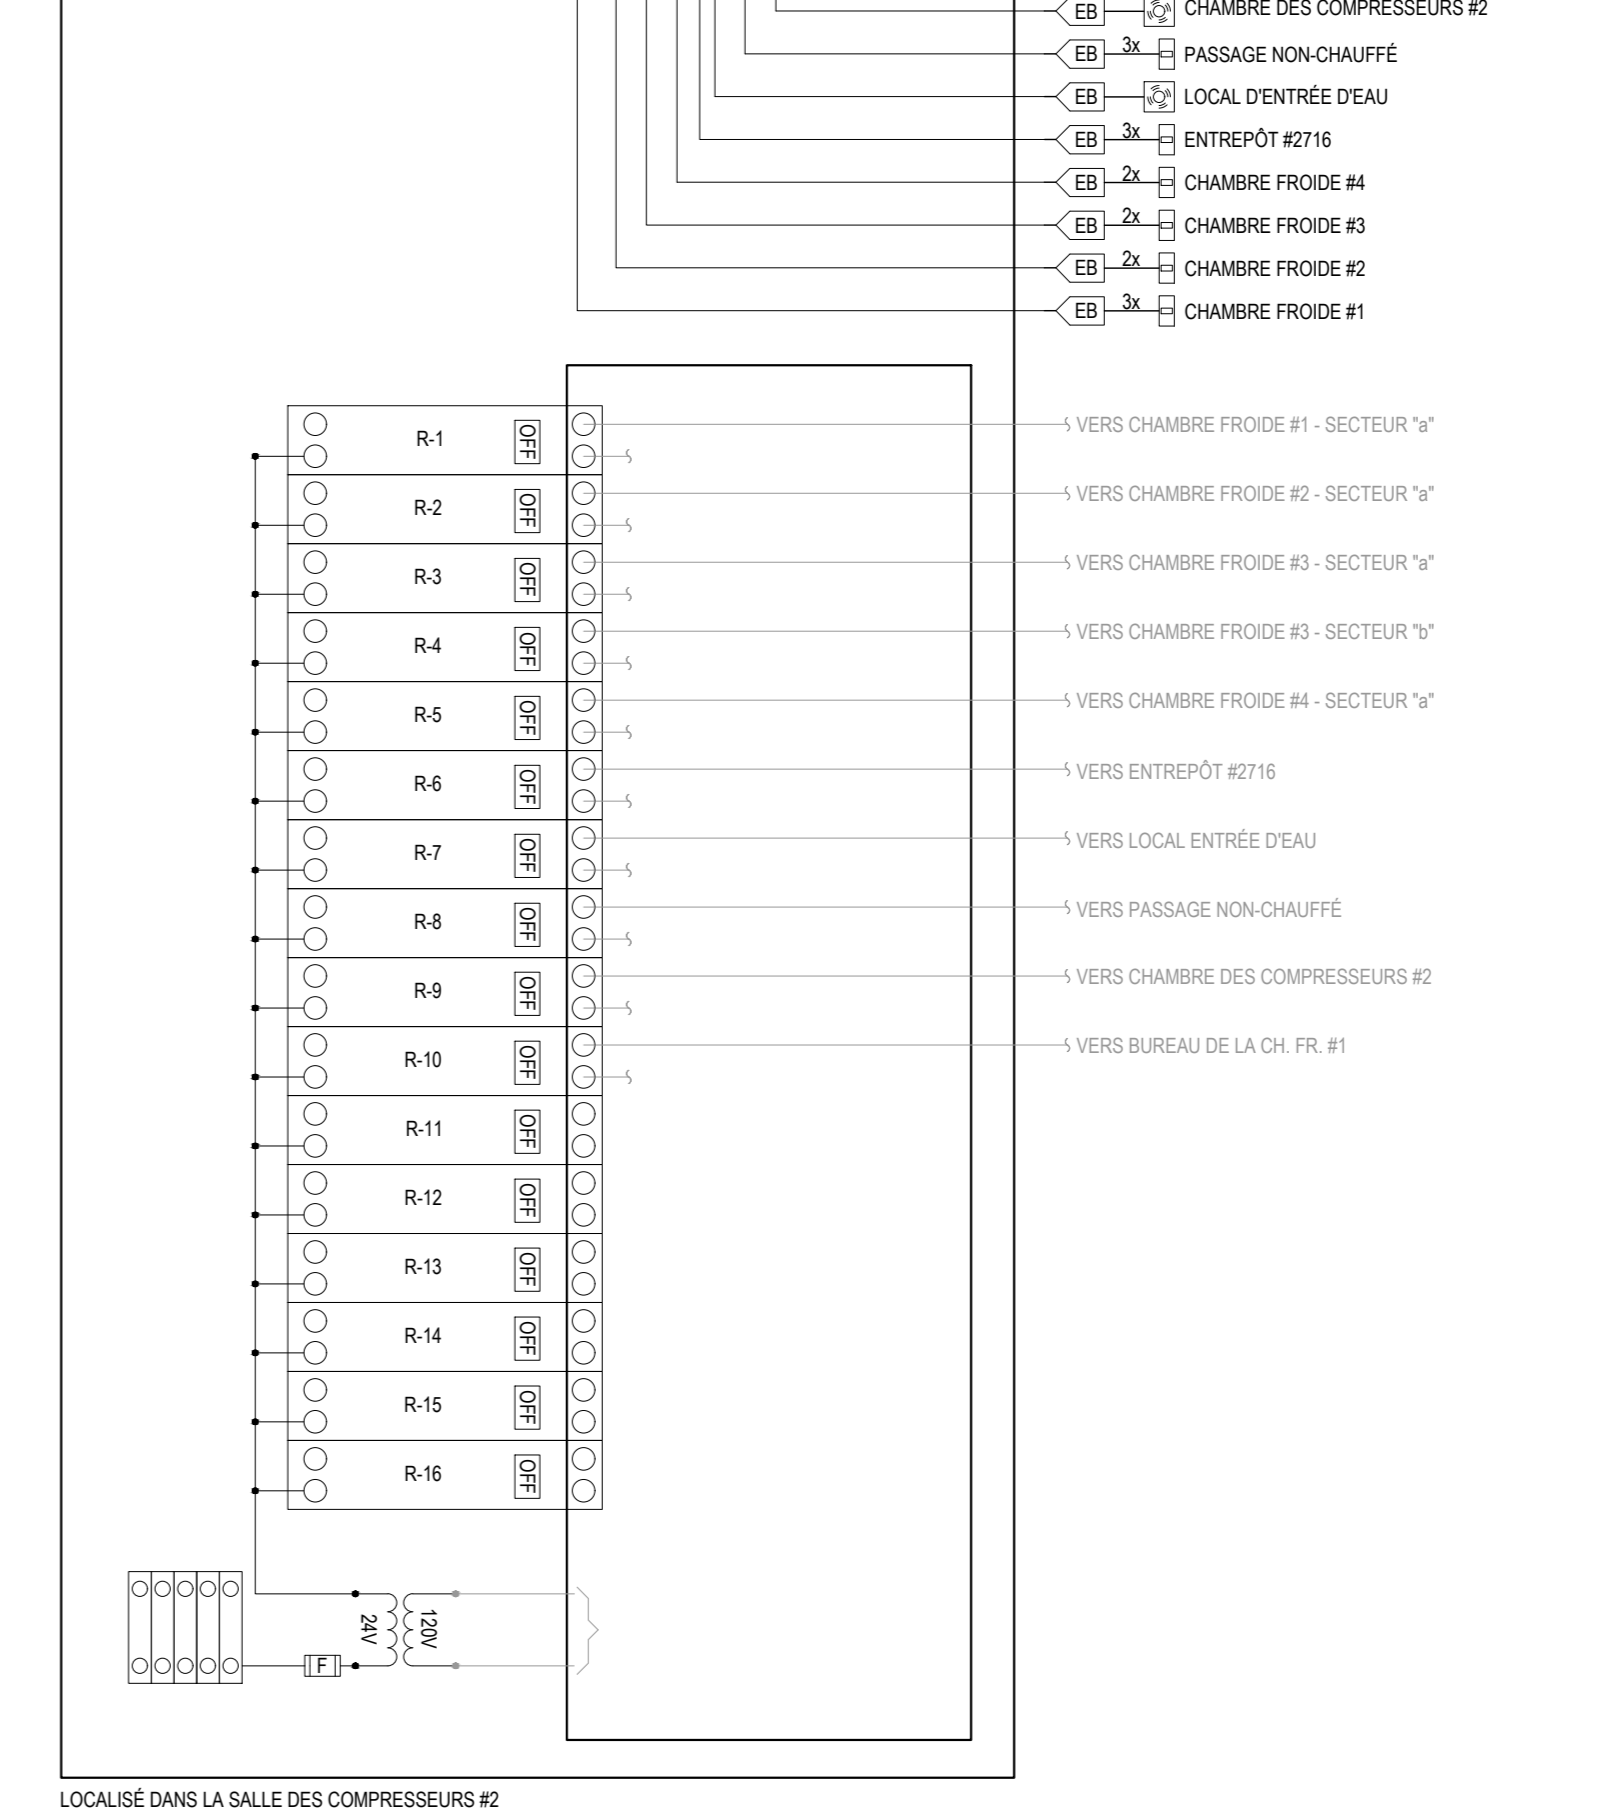 EB CHAMBRE DES COMPRESSEURS #2
EB 3x PASSAGE NON-CHAUFFÉ
EB LOCAL D'ENTRÉE D'EAU
EB 3x ENTREPÔT #2716
EB 2x CHAMBRE FROIDE #4
EB 2x CHAMBRE FROIDE #3
EB 2x CHAMBRE FROIDE #2
EB 3x CHAMBRE FROIDE #1
R-1 OFF VERS CHAMBRE FROIDE #1 - SECTEUR "a"
R-2 OFF VERS CHAMBRE FROIDE #2 - SECTEUR "a"
R-3 OFF VERS CHAMBRE FROIDE #3 - SECTEUR "a"
R-4 OFF VERS CHAMBRE FROIDE #3 - SECTEUR "b"
R-5 OFF VERS CHAMBRE FROIDE #4 - SECTEUR "a"
R-6 OFF VERS ENTREPÔT #2716
R-7 OFF VERS LOCAL ENTRÉE D'EAU
R-8 OFF VERS PASSAGE NON-CHAUFFÉ
R-9 OFF VERS CHAMBRE DES COMPRESSEURS #2
R-10 OFF VERS BUREAU DE LA CH. FR. #1
R-11 OFF
R-12 OFF
R-13 OFF
R-14 OFF
R-15 OFF
R-16 OFF
24V 120V
F
LOCALISÉ DANS LA SALLE DES COMPRESSEURS #2